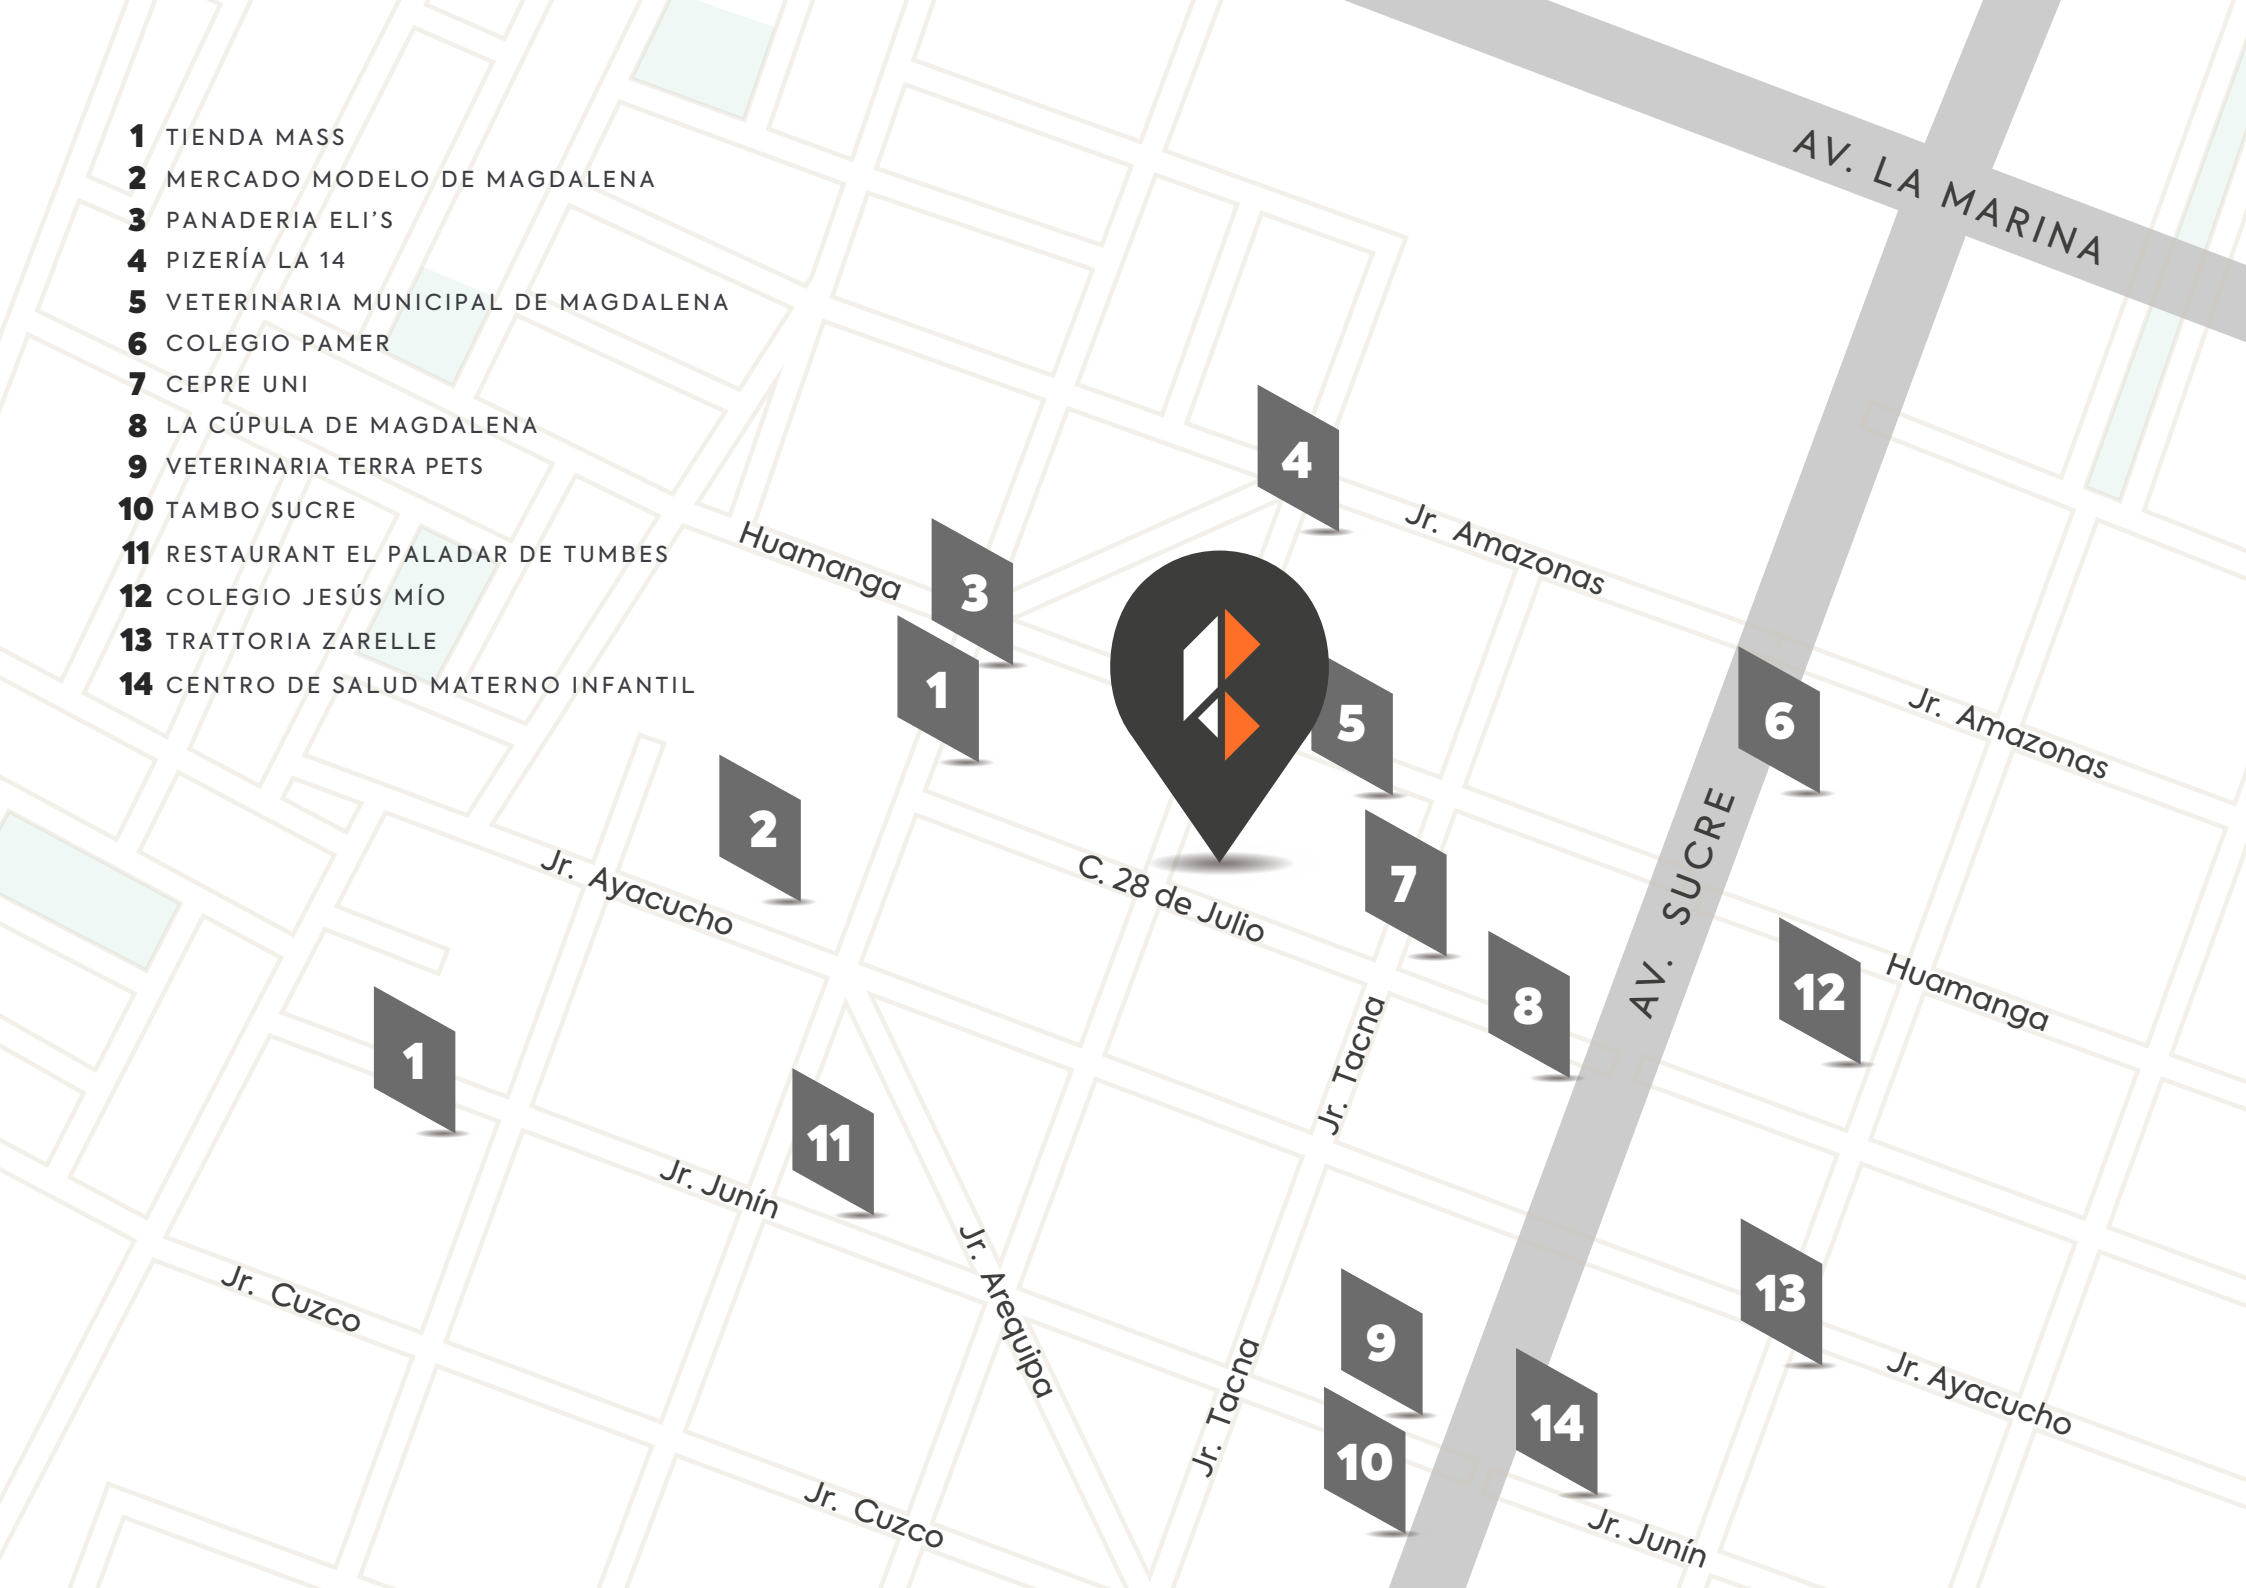 1 TIENDA MASS
2 MERCADO MODELO DE MAGDALENA
3 PANADERIA ELI'S
4 PIZERÍA LA 14
5 VETERINARIA MUNICIPAL DE MAGDALENA
6 COLEGIO PAMER
7 CEPRE UNI
8 LA CÚPULA DE MAGDALENA
9 VETERINARIA TERRA PETS
10 TAMBO SUCRE
11 RESTAURANT EL PALADAR DE TUMBES
12 COLEGIO JESÚS MÍO
13 TRATTORIA ZARELLE
14 CENTRO DE SALUD MATERNO INFANTIL
AV. LA MARINA
4
Jr. Amazonas
Huamanga
3
1
5
6
Jr. Amazonas
2
Jr. Ayacucho
C. 28 de Julio
7
AV. SUCRE
8
12
Huamanga
1
11
Jr. Tacna
Jr. Junín
Jr. Cuzco
Jr. Arequipa
13
9
Jr. Ayacucho
Jr. Tacna
10
14
Jr. Cuzco
Jr. Junín